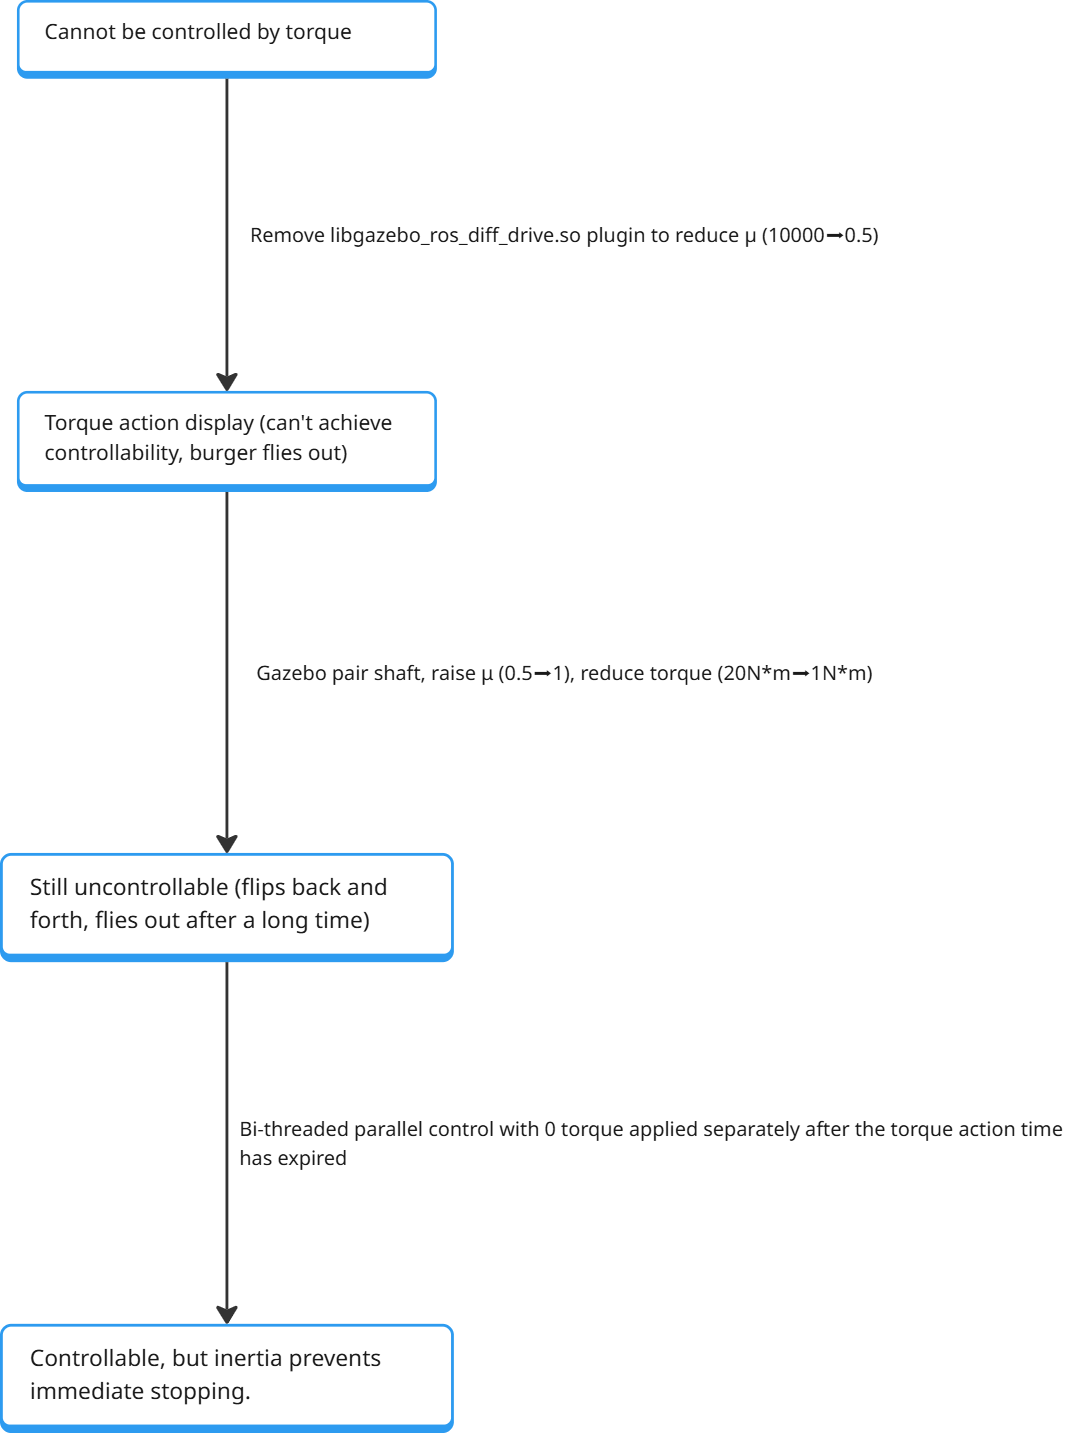 Cannot be controlled by torque
Remove libgazebo_ros_diff_drive.so plugin to reduce µ (10000➞0.5)
Torque action display (can't achieve
controllability, burger flies out)
Gazebo pair shaft, raise µ (0.5➞1), reduce torque (20N*m➞1N*m)
Still uncontrollable (flips back and
forth, flies out after a long time)
Bi-threaded parallel control with 0 torque applied separately after the torque action time
has expired
Controllable, but inertia prevents
immediate stopping.